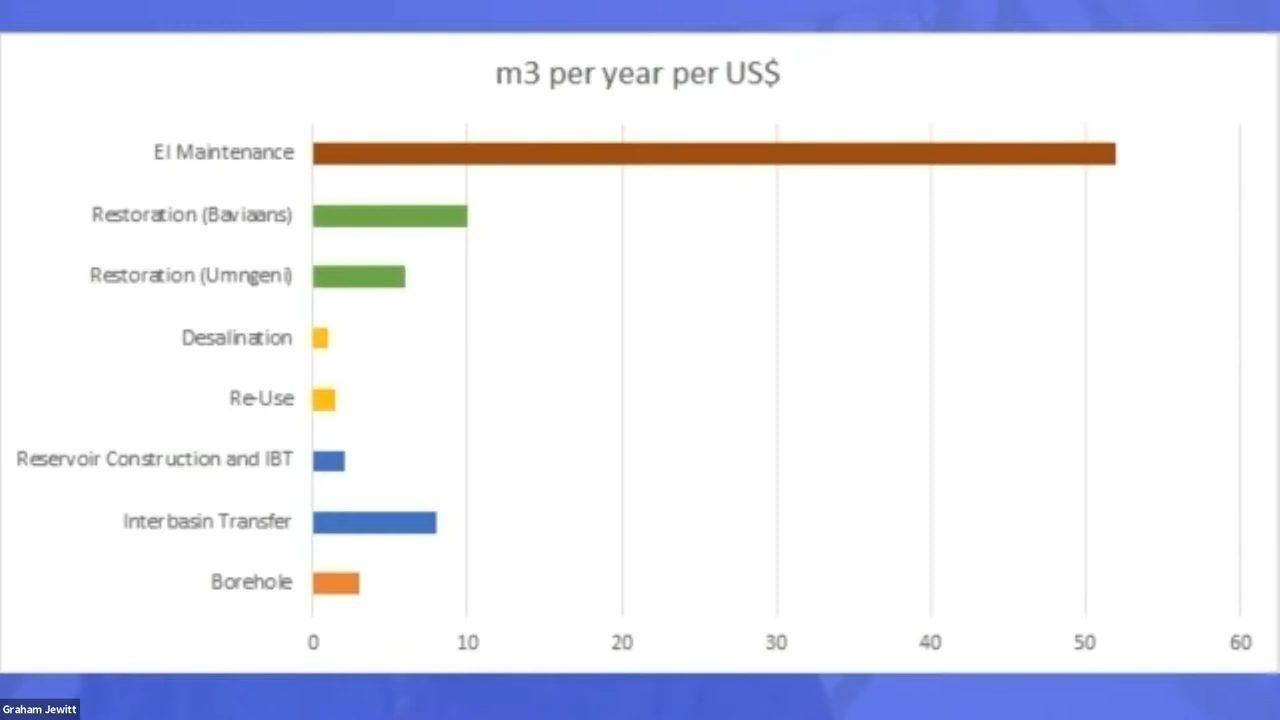 m3 per year per US$
EI Maintenance
Restoration (Baviaans)
Restoration (Umngeni)
Desalination
Re-Use
Reservoir Construction and IBT
Interbasin Transfer
Borehole
0 10 20 30 40 50 60
Graham Jewitt